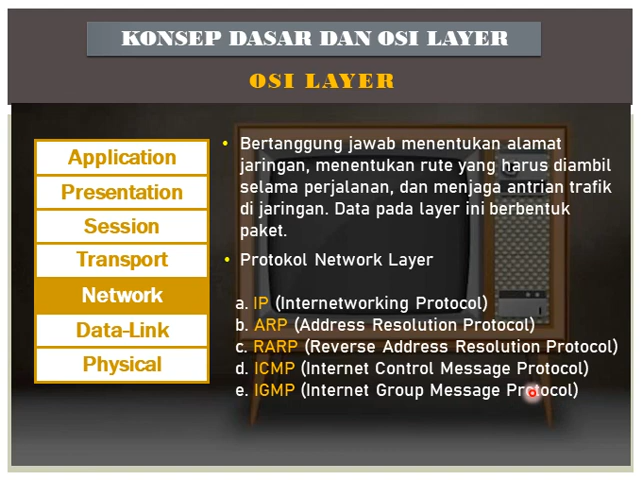 KONSEP DASAR DAN OSI LAYER
OSI LAYER
Application
Presentation
Session
Transport
Network
Data-Link
Physical
• Bertanggung jawab menentukan alamat
jaringan, menentukan rute yang harus diambil
selama perjalanan, dan menjaga antrian trafik
di jaringan. Data pada layer ini berbentuk
paket.
• Protokol Network Layer
a. IP (Internetworking Protocol)
b. ARP (Address Resolution Protocol)
c. RARP (Reverse Address Resolution Protocol)
d. ICMP (Internet Control Message Protocol)
e. IGMP (Internet Group Message Protocol)